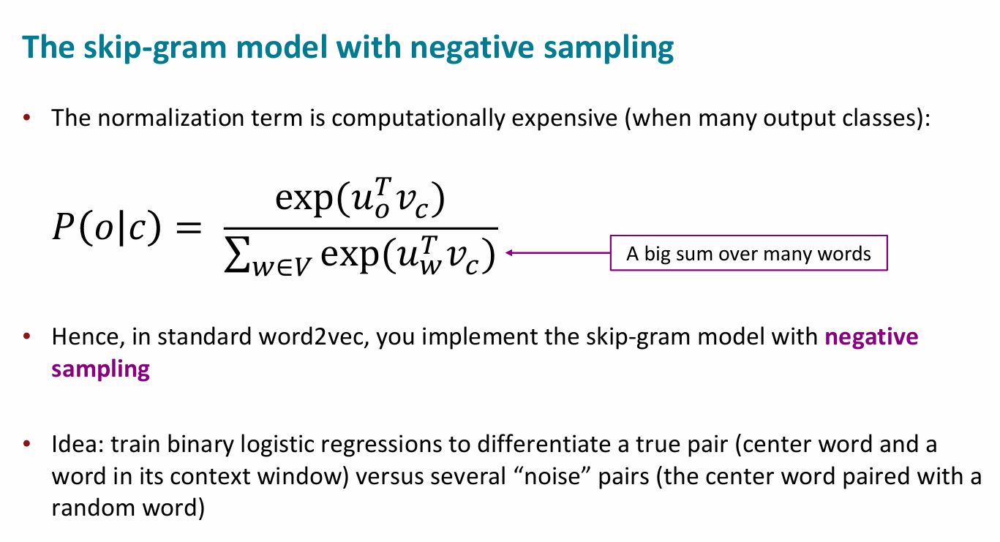 The skip-gram model with negative sampling
• The normalization term is computationally expensive (when many output classes):
𝑃(𝑜|𝑐) = exp(𝑢_𝑜^𝑇 𝑣_𝑐) / ∑_{𝑤∈𝑉} exp(𝑢_𝑤^𝑇 𝑣_𝑐)
A big sum over many words
• Hence, in standard word2vec, you implement the skip-gram model with negative
sampling
• Idea: train binary logistic regressions to differentiate a true pair (center word and a
word in its context window) versus several “noise” pairs (the center word paired with a
random word)